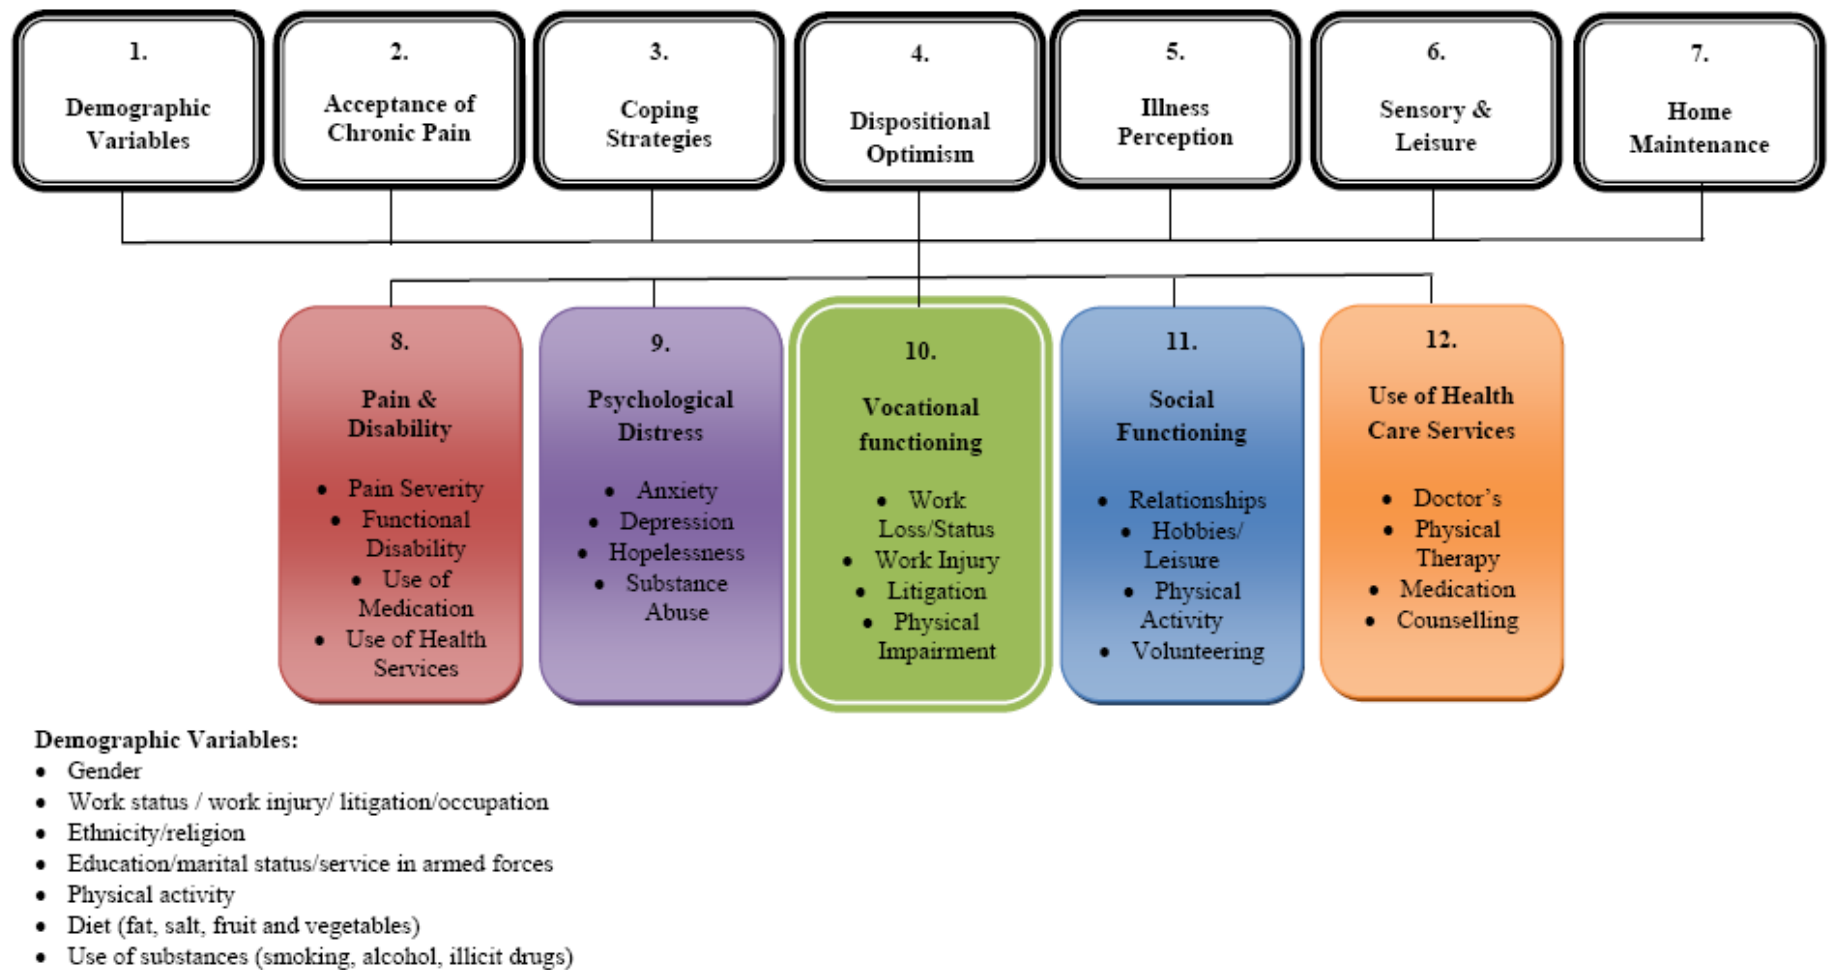 1.
Demographic
Variables
2.
Acceptance of
Chronic Pain
3.
Coping
Strategies
4.
Dispositional
Optimism
5.
Illness
Perception
6.
Sensory &
Leisure
7.
Home
Maintenance
8.
Pain &
Disability
• Pain Severity
• Functional
Disability
• Use of
Medication
• Use of Health
Services
9.
Psychological
Distress
• Anxiety
• Depression
• Hopelessness
• Substance
Abuse
10.
Vocational
functioning
• Work
Loss/Status
• Work Injury
• Litigation
• Physical
Impairment
11.
Social
Functioning
• Relationships
• Hobbies/
Leisure
• Physical
Activity
• Volunteering
12.
Use of Health
Care Services
• Doctor's
• Physical
Therapy
• Medication
• Counselling
Demographic Variables:
• Gender
• Work status / work injury/ litigation/occupation
• Ethnicity/religion
• Education/marital status/service in armed forces
• Physical activity
• Diet (fat, salt, fruit and vegetables)
• Use of substances (smoking, alcohol, illicit drugs)